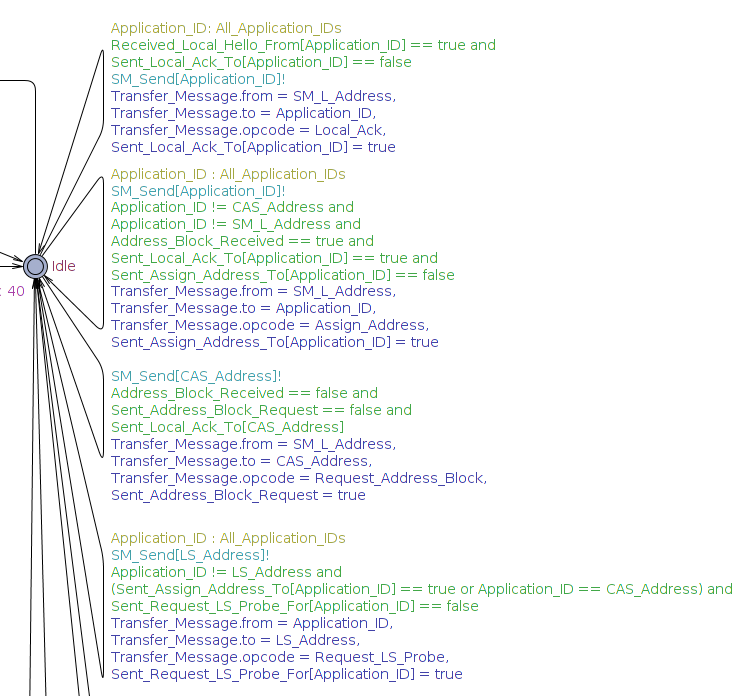 Application_ID: All_Application_IDs
Received_Local_Hello_From[Application_ID] == true and
Sent_Local_Ack_To[Application_ID] == false
SM_Send[Application_ID]!
Transfer_Message.from = SM_L_Address,
Transfer_Message.to = Application_ID,
Transfer_Message.opcode = Local_Ack,
Sent_Local_Ack_To[Application_ID] = true
Application_ID : All_Application_IDs
SM_Send[Application_ID]!
Application_ID != CAS_Address and
Application_ID != SM_L_Address and
Address_Block_Received == true and
Sent_Local_Ack_To[Application_ID] == true and
Sent_Assign_Address_To[Application_ID] == false
Transfer_Message.from = SM_L_Address,
Transfer_Message.to = Application_ID,
Transfer_Message.opcode = Assign_Address,
Sent_Assign_Address_To[Application_ID] = true
Idle
: 40
SM_Send[CAS_Address]!
Address_Block_Received == false and
Sent_Address_Block_Request == false and
Sent_Local_Ack_To[CAS_Address]
Transfer_Message.from = SM_L_Address,
Transfer_Message.to = CAS_Address,
Transfer_Message.opcode = Request_Address_Block,
Sent_Address_Block_Request = true
Application_ID : All_Application_IDs
SM_Send[LS_Address]!
Application_ID != LS_Address and
(Sent_Assign_Address_To[Application_ID] == true or Application_ID == CAS_Address) and
Sent_Request_LS_Probe_For[Application_ID] == false
Transfer_Message.from = Application_ID,
Transfer_Message.to = LS_Address,
Transfer_Message.opcode = Request_LS_Probe,
Sent_Request_LS_Probe_For[Application_ID] = true